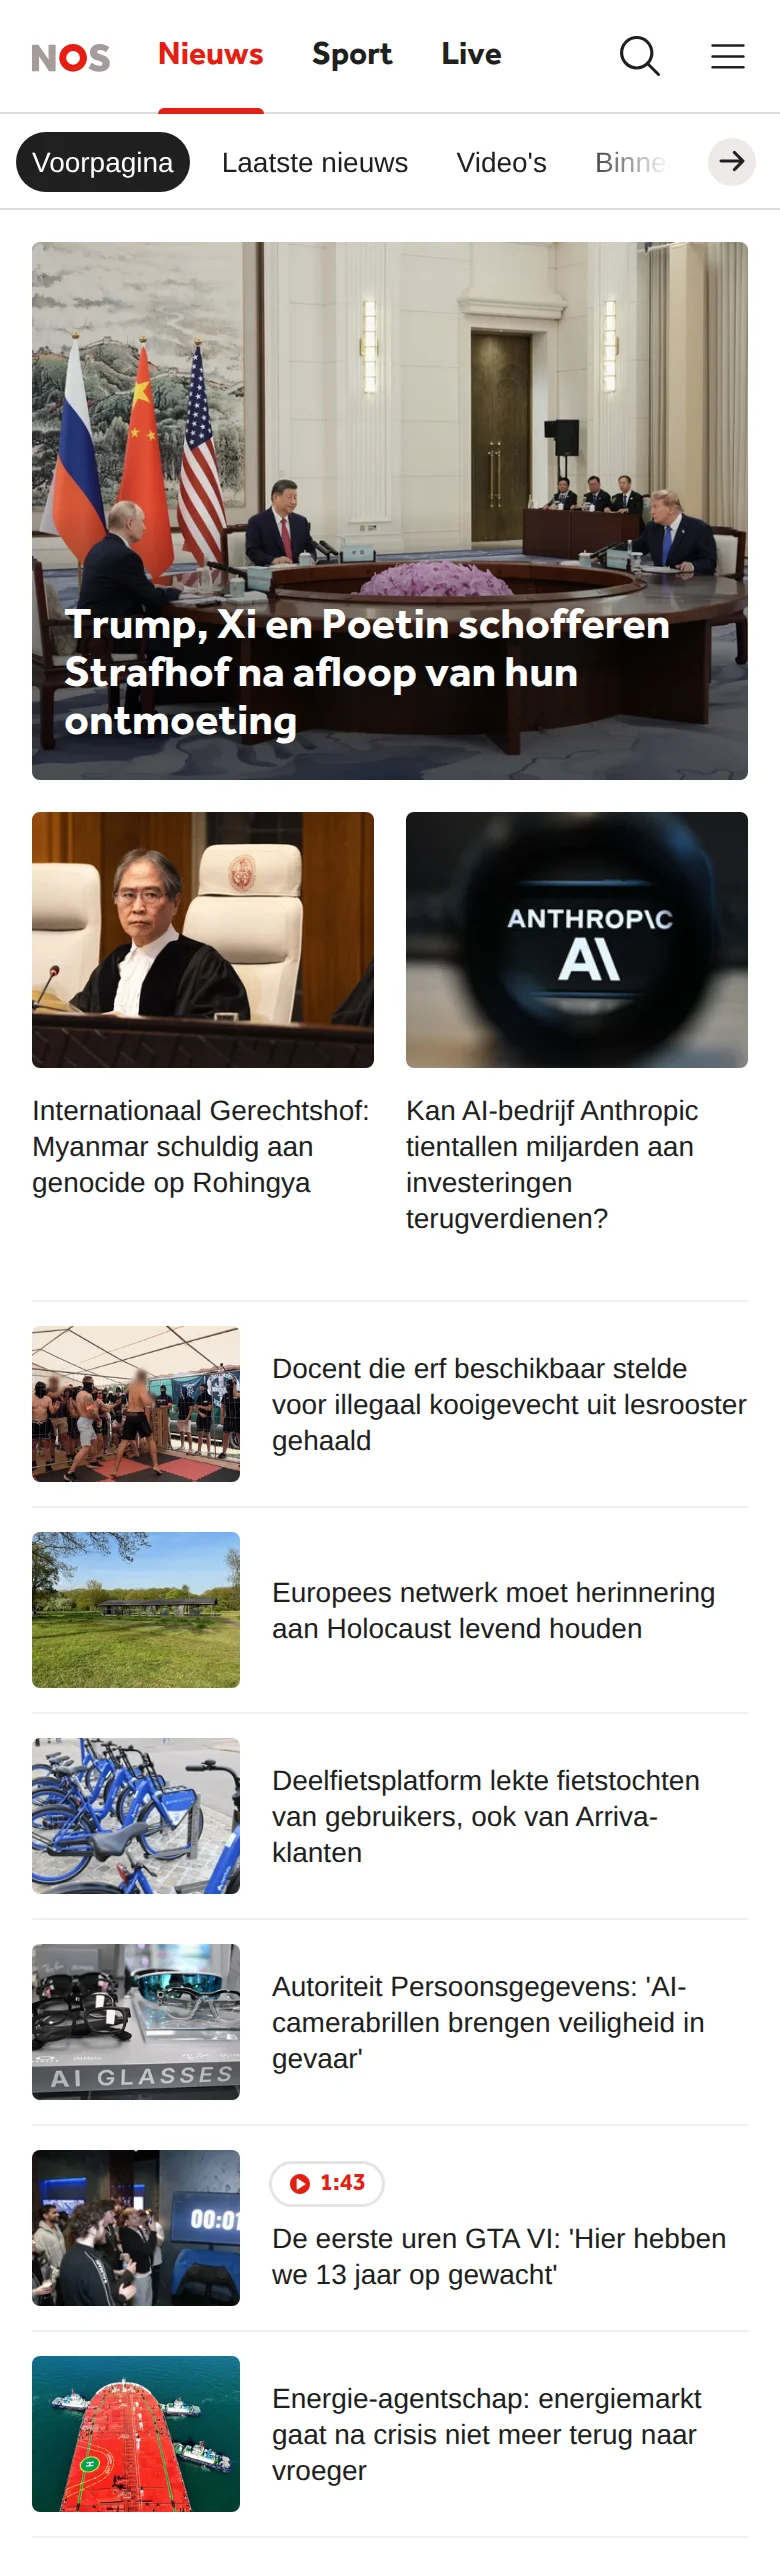 NOS
Nieuws
Sport
Live
Voorpagina
Laatste nieuws
Video's
Binne
Trump, Xi en Poetin schofferen
Strafhof na afloop van hun
ontmoeting
ANTHROP\C
A\
Internationaal Gerechtshof:
Myanmar schuldig aan
genocide op Rohingya
Kan AI-bedrijf Anthropic
tientallen miljarden aan
investeringen
terugverdienen?
Docent die erf beschikbaar stelde
voor illegaal kooigevecht uit lesrooster
gehaald
Europees netwerk moet herinnering
aan Holocaust levend houden
Deelfietsplatform lekte fietstochten
van gebruikers, ook van Arriva-
klanten
AI GLASSES
Autoriteit Persoonsgegevens: 'AI-
camerabrillen brengen veiligheid in
gevaar'
00:01
1:43
De eerste uren GTA VI: 'Hier hebben
we 13 jaar op gewacht'
H
Energie-agentschap: energiemarkt
gaat na crisis niet meer terug naar
vroeger